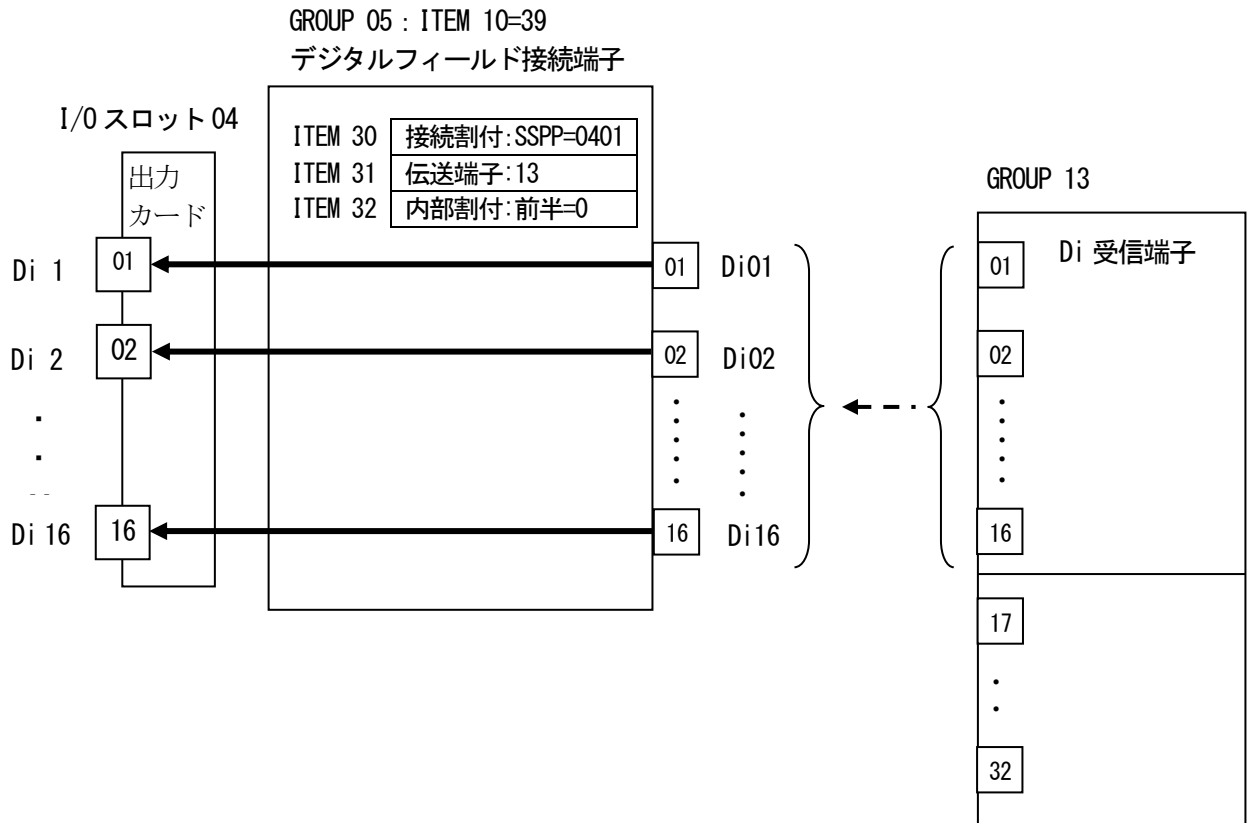 GROUP 05 : ITEM 10=39
デジタルフィールド接続端子
I/O スロット 04
出力
カード
ITEM 30 接続割付:SSPP=0401
ITEM 31 伝送端子:13
ITEM 32 内部割付:前半=0
GROUP 13
Di 受信端子
Di 1 01 01 Di01 01
Di 2 02 02 Di02 02
Di 16 16 16 Di16 16
17
32